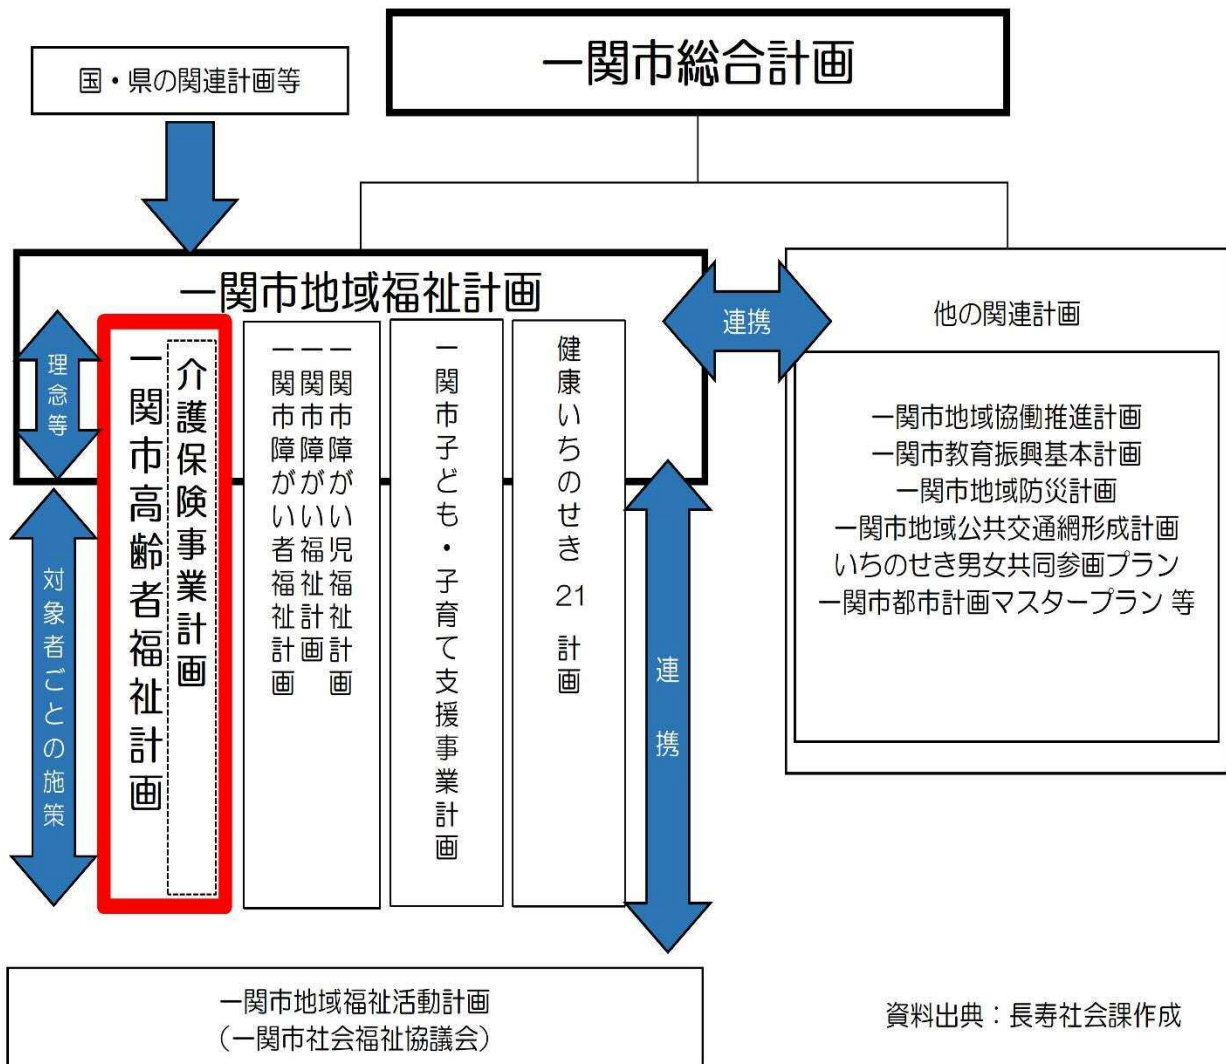 一関市総合計画
国・県の関連計画等
一関市地域福祉計画
連携
他の関連計画
理念等
対象者ごとの施策
介護保険事業計画
一関市高齢者福祉計画
一関市障がい児福祉計画
一関市障がい福祉計画
一関市障がい者福祉計画
一関市子ども・子育て支援事業計画
健康いちのせき 21 計画
連携
一関市地域協働推進計画
一関市教育振興基本計画
一関市地域防災計画
一関市地域公共交通網形成計画
いちのせき男女共同参画プラン
一関市都市計画マスタープラン 等
一関市地域福祉活動計画
（一関市社会福祉協議会）
資料出典：長寿社会課作成